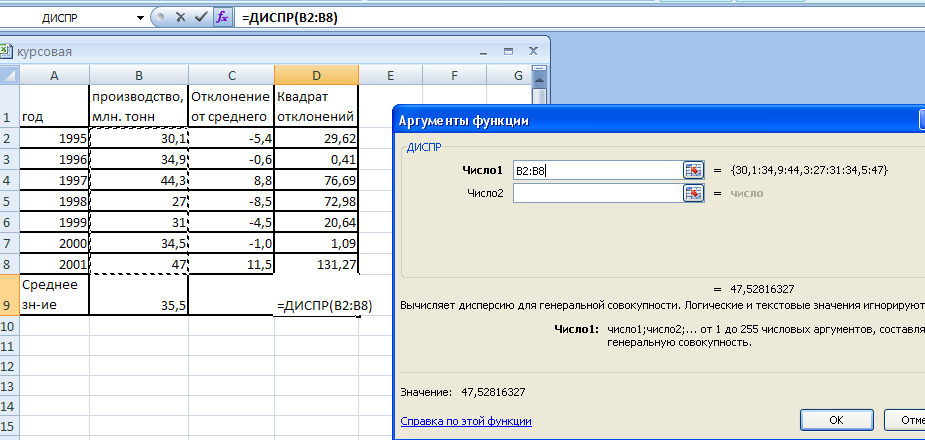 ДИСПР =ДИСПР(B2:B8)
курсовая
A B C D E F G
1 год производство, млн. тонн Отклонение от среднего Квадрат отклонений
2 1995 30,1 -5,4 29,62
3 1996 34,9 -0,6 0,41
4 1997 44,3 8,8 76,69
5 1998 27 -8,5 72,98
6 1999 31 -4,5 20,64
7 2000 34,5 -1,0 1,09
8 2001 47 11,5 131,27
9 Среднее зн-ие 35,5 =ДИСПР(B2:B8)
10
11
12
13
14
15
Аргументы функции
ДИСПР
Число1 B2:B8 = {30,1:34,9:44,3:27:31:34,5:47}
Число2 = число
= 47,52816327
Вычисляет дисперсию для генеральной совокупности. Логические и текстовые значения игнорируют
Число1: число1;число2;... от 1 до 255 числовых аргументов, составля
генеральную совокупность.
Значение: 47,52816327
Справка по этой функции
ОК
Отме